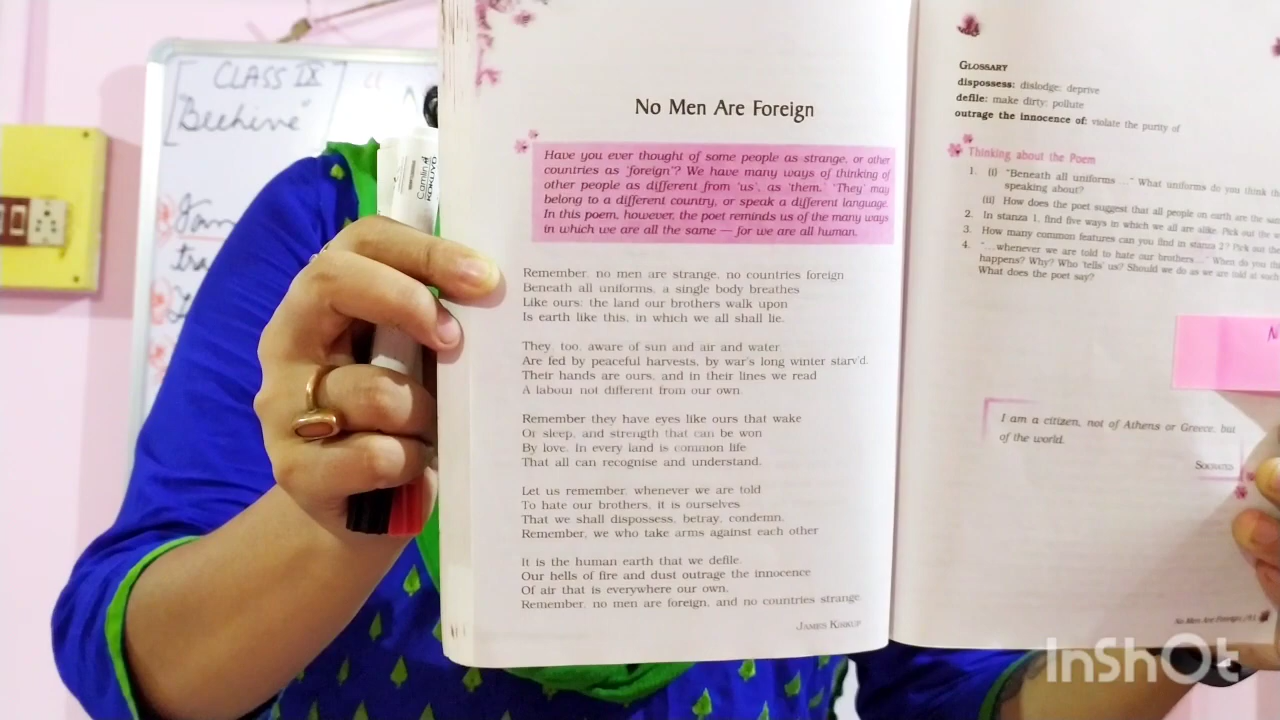 CLASS IX
"Beehive"
Camlin
KOKUYO
No Men Are Foreign
Have you ever thought of some people as strange, or other
countries as 'foreign'? We have many ways of thinking of
other people as different from 'us', as 'them.' 'They' may
belong to a different country, or speak a different language.
In this poem, however, the poet reminds us of the many ways
in which we are all the same — for we are all human.
Remember, no men are strange, no countries foreign
Beneath all uniforms, a single body breathes
Like ours: the land our brothers walk upon
Is earth like this, in which we all shall lie.
They, too, aware of sun and air and water,
Are fed by peaceful harvests, by war's long winter starv'd.
Their hands are ours, and in their lines we read
A labour not different from our own.
Remember they have eyes like ours that wake
Or sleep, and strength that can be won
By love. In every land is common life
That all can recognise and understand.
Let us remember, whenever we are told
To hate our brothers, it is ourselves
That we shall dispossess, betray, condemn.
Remember, we who take arms against each other
It is the human earth that we defile.
Our hells of fire and dust outrage the innocence
Of air that is everywhere our own.
Remember, no men are foreign, and no countries strange.
JAMES KIRKUP
GLOSSARY
dispossess: dislodge; deprive
defile: make dirty; pollute
outrage the innocence of: violate the purity of
Thinking about the Poem
1. (i) "Beneath all uniforms ..." What uniforms do you think
speaking about?
(ii) How does the poet suggest that all people on earth are the
2. In stanza 1, find five ways in which we all are alike. Pick out the
3. How many common features can you find in stanza 2? Pick out
4. "...whenever we are told to hate our brothers ..." When do you
happens? Why? Who 'tells' us? Should we do as we are told at
What does the poet say?
I am a citizen, not of Athens or Greece, but
of the world.
SOCRATES
No Men Are Foreign
InShOt